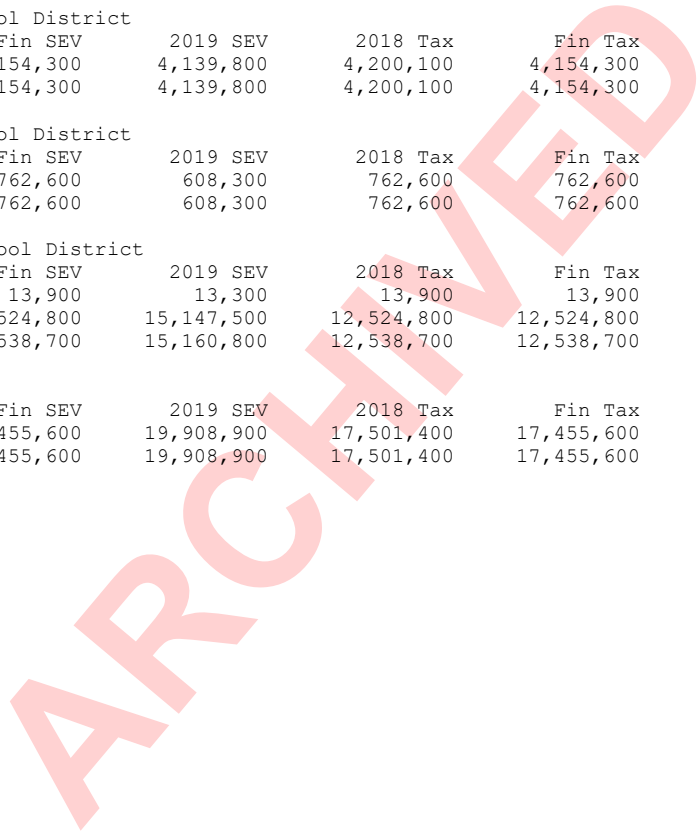 ol District
Fin SEV 2019 SEV 2018 Tax Fin Tax
154,300 4,139,800 4,200,100 4,154,300
154,300 4,139,800 4,200,100 4,154,300
ol District
Fin SEV 2019 SEV 2018 Tax Fin Tax
762,600 608,300 762,600 762,600
762,600 608,300 762,600 762,600
ool District
Fin SEV 2019 SEV 2018 Tax Fin Tax
13,900 13,300 13,900 13,900
524,800 15,147,500 12,524,800 12,524,800
538,700 15,160,800 12,538,700 12,538,700
Fin SEV 2019 SEV 2018 Tax Fin Tax
455,600 19,908,900 17,501,400 17,455,600
455,600 19,908,900 17,501,400 17,455,600
ARCHIVED